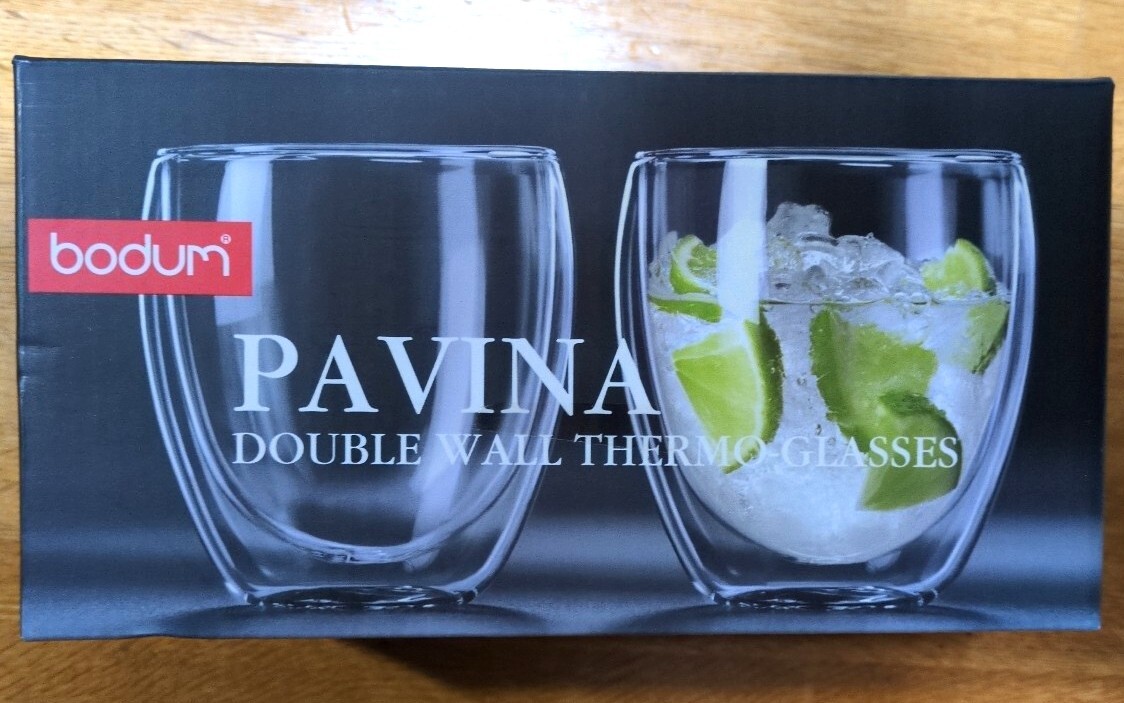 bodum®
PAVINA
DOUBLE WALL THERMO-GLASSES